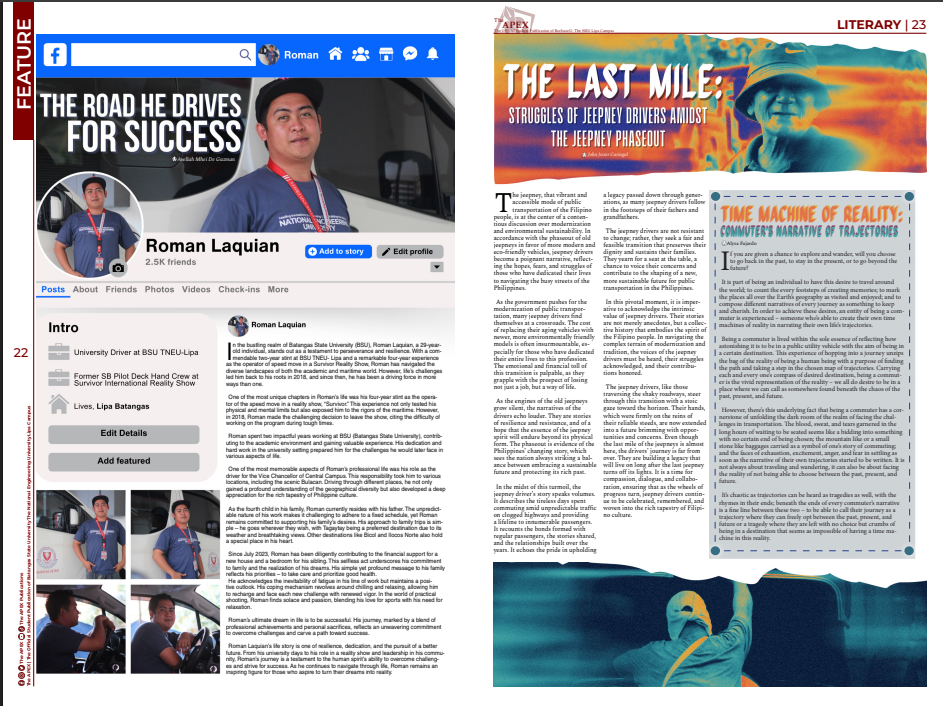 FEATURE
22
The APEX Publications
The APEX | The Official Student Publication of Batangas State University The National Engineering University Lipa Campus
Roman
THE ROAD HE DRIVES
FOR SUCCESS
Axellah Mhei De Guzman
NATIONAL ENGINEERING
UNIVERSITY
Roman Laquian
2.5K friends
Add to story
Edit profile
Posts About Friends Photos Videos Check-ins More
Intro
University Driver at BSU TNEU-Lipa
Former SB Pilot Deck Hand Crew at
Survivor International Reality Show
Lives, Lipa Batangas
Edit Details
Add featured
Roman Laquian
In the bustling realm of Batangas State University (BSU), Roman Laquian, a 29-year-
old individual, stands out as a testament to perseverance and resilience. With a com-
mendable two-year stint at BSU TNEU- Lipa and a remarkable four-year experience
as the operator of speed move in a Survivor Reality Show, Roman has navigated the
diverse landscapes of both the academic and maritime world. However, life's challenges
led him back to his roots in 2018, and since then, he has been a driving force in more
ways than one.
One of the most unique chapters in Roman's life was his four-year stint as the opera-
tor of the speed move in a reality show, "Survivor." This experience not only tested his
physical and mental limits but also exposed him to the rigors of the maritime. However,
in 2018, Roman made the challenging decision to leave the show, citing the difficulty of
working on the program during tough times.
Roman spent two impactful years working at BSU (Batangas State University), contrib-
uting to the academic environment and gaining valuable experience. His dedication and
hard work in the university setting prepared him for the challenges he would later face in
various aspects of life.
One of the most memorable aspects of Roman's professional life was his role as the
driver for the Vice Chancellor of Central Campus. This responsibility took him to various
locations, including the scenic Bulacan. Driving through different places, he not only
gained a profound understanding of the geographical diversity but also developed a deep
appreciation for the rich tapestry of Philippine culture.
As the fourth child in his family, Roman currently resides with his father. The unpredict-
able nature of his work makes it challenging to adhere to a fixed schedule, yet Roman
remains committed to supporting his family's desires. His approach to family trips is sim-
ple – he goes wherever they wish, with Tagaytay being a preferred destination due to its
weather and breathtaking views. Other destinations like Bicol and Ilocos Norte also hold
a special place in his heart.
Since July 2023, Roman has been diligently contributing to the financial support for a
new house and a bedroom for his sibling. This selfless act underscores his commitment
to family and the realization of his dreams. His simple yet profound message to his family
reflects his priorities – to take care and prioritize good health.
He acknowledges the inevitability of fatigue in his line of work but maintains a posi-
tive outlook. His coping mechanism revolves around chilling and relaxing, allowing him
to recharge and face each new challenge with renewed vigor. In the world of practical
shooting, Roman finds solace and passion, blending his love for sports with his need for
relaxation.
Roman's ultimate dream in life is to be successful. His journey, marked by a blend of
professional achievements and personal sacrifices, reflects an unwavering commitment
to overcome challenges and carve a path toward success.
Roman Laquian's life story is one of resilience, dedication, and the pursuit of a better
future. From his university days to his role in a reality show and leadership in his commu-
nity, Roman's journey is a testament to the human spirit's ability to overcome challeng-
es and strive for success. As he continues to navigate through life, Roman remains an
inspiring figure for those who aspire to turn their dreams into reality.
The
APEX
LITERARY | 23
THE LAST MILE:
STRUGGLES OF JEEPNEY DRIVERS AMIDST
THE JEEPNEY PHASEOUT
The jeepney, that vibrant and
accessible mode of public
transportation of the Filipino
people, is at the center of a conten-
tious discussion over modernization
and environmental sustainability. In
accordance with the phaseout of old
jeepneys in favor of more modern and
eco-friendly vehicles, jeepney drivers
become a poignant narrative, reflect-
ing the hopes, fears, and struggles of
those who have dedicated their lives
to navigating the busy streets of the
Philippines.
As the government pushes for the
modernization of public transpor-
tation, many jeepney drivers find
themselves at a crossroads. The cost
of replacing their aging vehicles with
newer, more environmentally friendly
models is often insurmountable, es-
pecially for those who have dedicated
their entire lives to this profession.
The emotional and financial toll of
this transition is palpable, as they
grapple with the prospect of losing
not just a job, but a way of life.
As the engines of old jeepneys
grow silent, the narratives of the
drivers echo louder. They are stories
of resilience and resistance, and of a
hope that the essence of the jeepney
spirit will endure beyond its physical
form. The phaseout is evidence of the
Philippines' changing story, which
sees the nation always striking a bal-
ance between embracing a sustainable
future and protecting its rich past.
In the midst of this turmoil, the
jeepney driver's story speaks volumes.
It describes the tireless days spent
commuting amid unpredictable traffic
on clogged highways and providing
a lifeline to innumerable passengers.
It recounts the bonds formed with
regular passengers, the stories shared,
and the relationships built over the
years. It echoes the pride in upholding
a legacy passed down through gener-
ations, as many jeepney drivers follow
in the footsteps of their fathers and
grandfathers.
The jeepney drivers are not resistant
to change; rather, they seek a fair and
feasible transition that preserves their
dignity and sustains their families.
They yearn for a seat at the table, a
chance to voice their concerns and
contribute to the shaping of a new,
more sustainable future for public
transportation in the Philippines.
In this pivotal moment, it is imper-
ative to acknowledge the intrinsic
value of jeepney drivers. Their stories
are not merely anecdotes, but a collec-
tive history that embodies the spirit of
the Filipino people. In navigating the
complex terrain of modernization and
tradition, the voices of the jeepney
drivers must be heard, their struggles
acknowledged, and their contribu-
tions honored.
The jeepney drivers, like those
traversing the shaky roadways, steer
through this transition with a stoic
gaze toward the horizon. Their hands,
which were firmly on the reins of
their reliable steeds, are now extended
into a future brimming with oppor-
tunities and concerns. Even though
the last mile of the jeepney is almost
here, the drivers' journey is far from
over. They are building a legacy that
will live on long after the last jeepney
turns off its lights. It is a time for
compassion, dialogue, and collabo-
ration, ensuring that as the wheels of
progress turn, jeepney drivers contin-
ue to be celebrated, remembered, and
woven into the rich tapestry of Filipi-
no culture.
TIME MACHINE OF REALITY:
COMMUTER'S NARRATIVE OF TRAJECTORIES
If you are given a chance to explore and wander, will you choose
to go back in the past, to stay in the present, or to go beyond the
future?
It is part of being an individual to have this desire to travel around
the world; to count the every footsteps of creating memories; to mark
the places all over the Earth's geography as visited and enjoyed; and to
compose different narratives of every journey as something to keep
and cherish. In order to achieve these desires, an entity of being a com-
muter is experienced – someone who's able to create their own time
machines of reality in narrating their own life's trajectories.
Being a commuter is lived within the side essence of reflecting how
astonishing it is to be in a public utility vehicle with the aim of being in
a certain destination. This experience of hopping into a journey unzips
the bag of the reality of being human being with a purpose of finding
the path and taking a step in the chosen map of trajectories. Carrying
each and every one's compass of desired destination, being a commut-
er is the vivid representation of the reality – we all do desire to be in a
place where we can call as somewhere found beneath the chaos of the
past, present, and future.
However, there's this underlying fact that being a commuter has a cor-
nerstone of unfolding the dark room of the realm of facing the chal-
lenges in transportation. The blood, sweat, and tears garnered in the
long hours of waiting to be seated seems like a bidding into something
with no certain end of being chosen; the mountain like or a small
stone like baggages carried as a symbol of one's story of commuting;
and the faces of exhaustion, excitement, anger, and fear in settling as
soon as the narrative of their own trajectories started to be written. It is
not always about traveling and wandering, it can also be about facing
the reality of not being able to choose between the past, present, and
future.
It's chaotic as trajectories can be heard as tragedies as well, with the
rhymes in their ends; beneath the ends of every commuter's narrative
is a fine line between these two – to be able to call their journey as a
trajectory where they can freely opt between the past, present, and
future or a tragedy where they are left with no choice but crumbs of
being in a destination that seems as impossible of having a time ma-
chine in this reality.